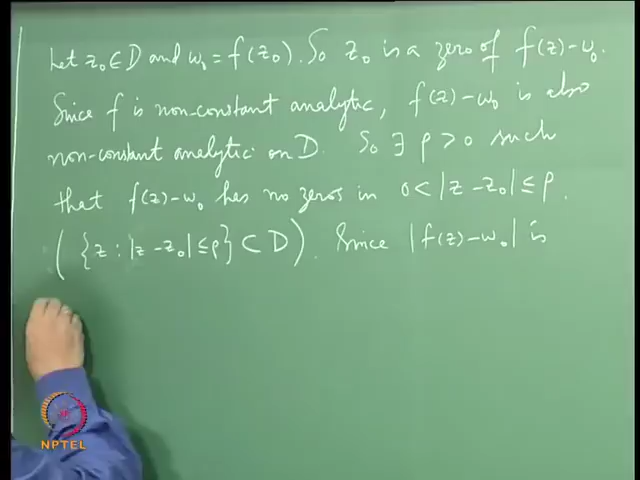 Let z₀ ∈ D and w₀ = f(z₀). So z₀ is a zero of f(z) - w₀.
Since f is non-constant analytic, f(z) - w₀ is also
non-constant analytic on D. So ∃ ρ > 0 such
that f(z) - w₀ has no zeros in 0 < |z - z₀| ≤ ρ.
( {z : |z - z₀| ≤ ρ} ⊂ D ). Since |f(z) - w₀| is
NPTEL